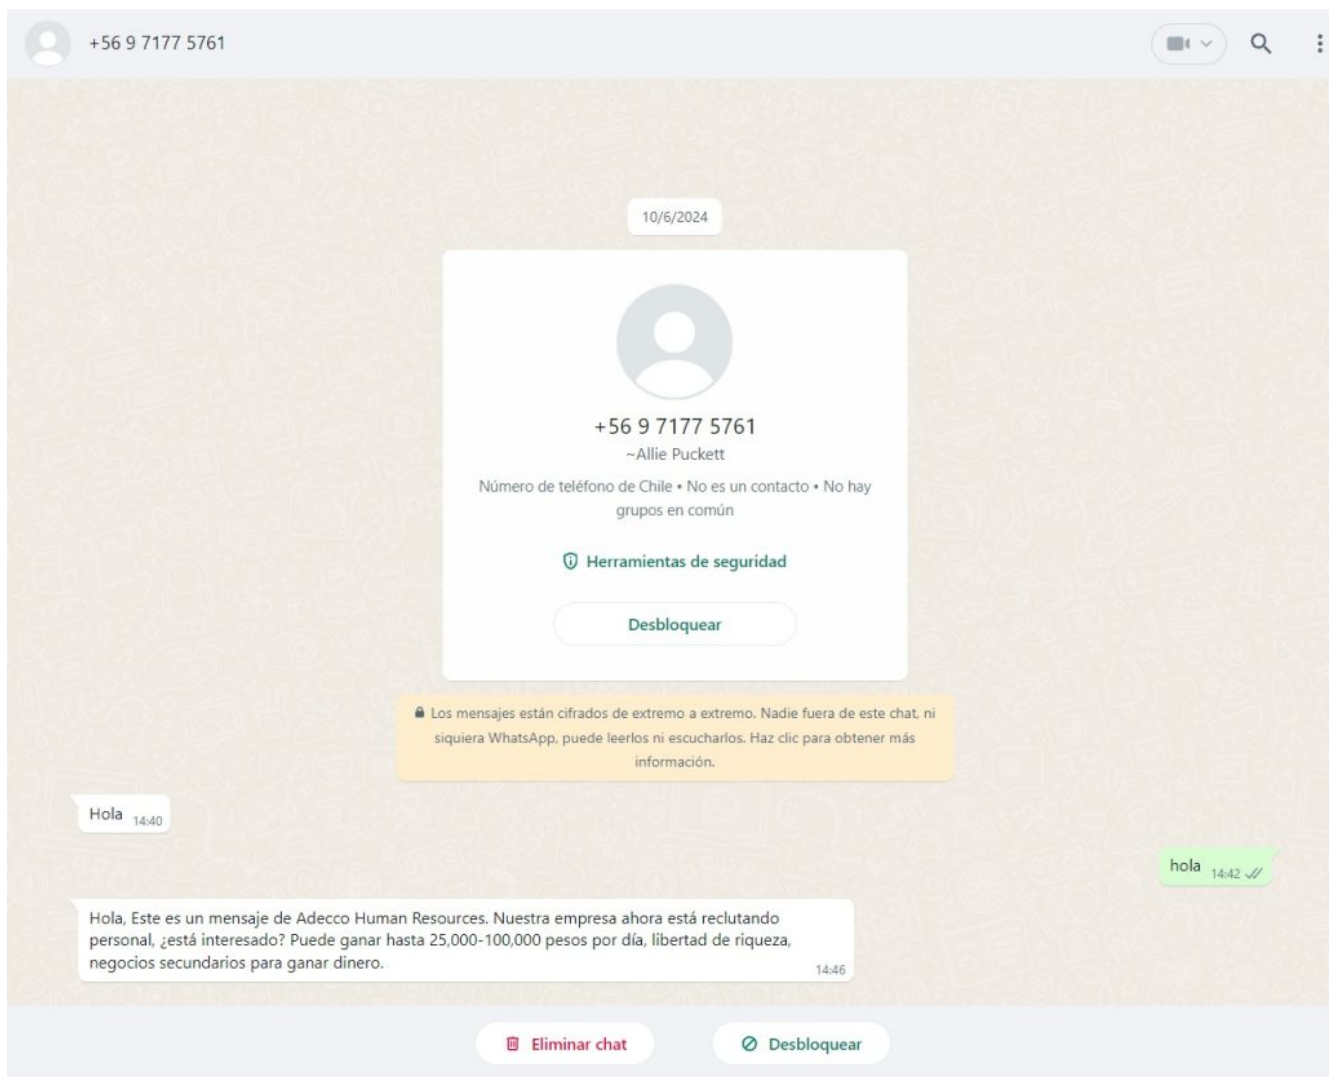 +56 9 7177 5761
10/6/2024
+56 9 7177 5761
~Allie Puckett
Número de teléfono de Chile • No es un contacto • No hay
grupos en común
Herramientas de seguridad
Desbloquear
Los mensajes están cifrados de extremo a extremo. Nadie fuera de este chat, ni
siquiera WhatsApp, puede leerlos ni escucharlos. Haz clic para obtener más
información.
Hola 14:40
hola 14:42
Hola, Este es un mensaje de Adecco Human Resources. Nuestra empresa ahora está reclutando
personal, ¿está interesado? Puede ganar hasta 25,000-100,000 pesos por día, libertad de riqueza,
negocios secundarios para ganar dinero. 14:46
Eliminar chat Desbloquear